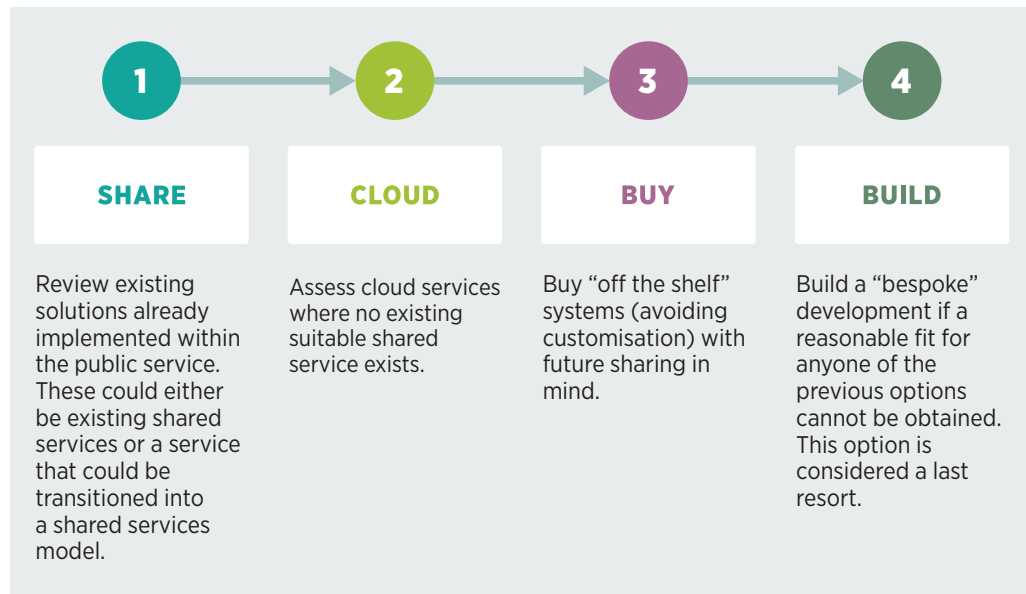 1
2
3
4
SHARE
CLOUD
BUY
BUILD
Review existing
solutions already
implemented within
the public service.
These could either
be existing shared
services or a service
that could be
transitioned into
a shared services
model.
Assess cloud services
where no existing
suitable shared
service exists.
Buy “off the shelf”
systems (avoiding
customisation) with
future sharing in
mind.
Build a “bespoke”
development if a
reasonable fit for
anyone of the
previous options
cannot be obtained.
This option is
considered a last
resort.